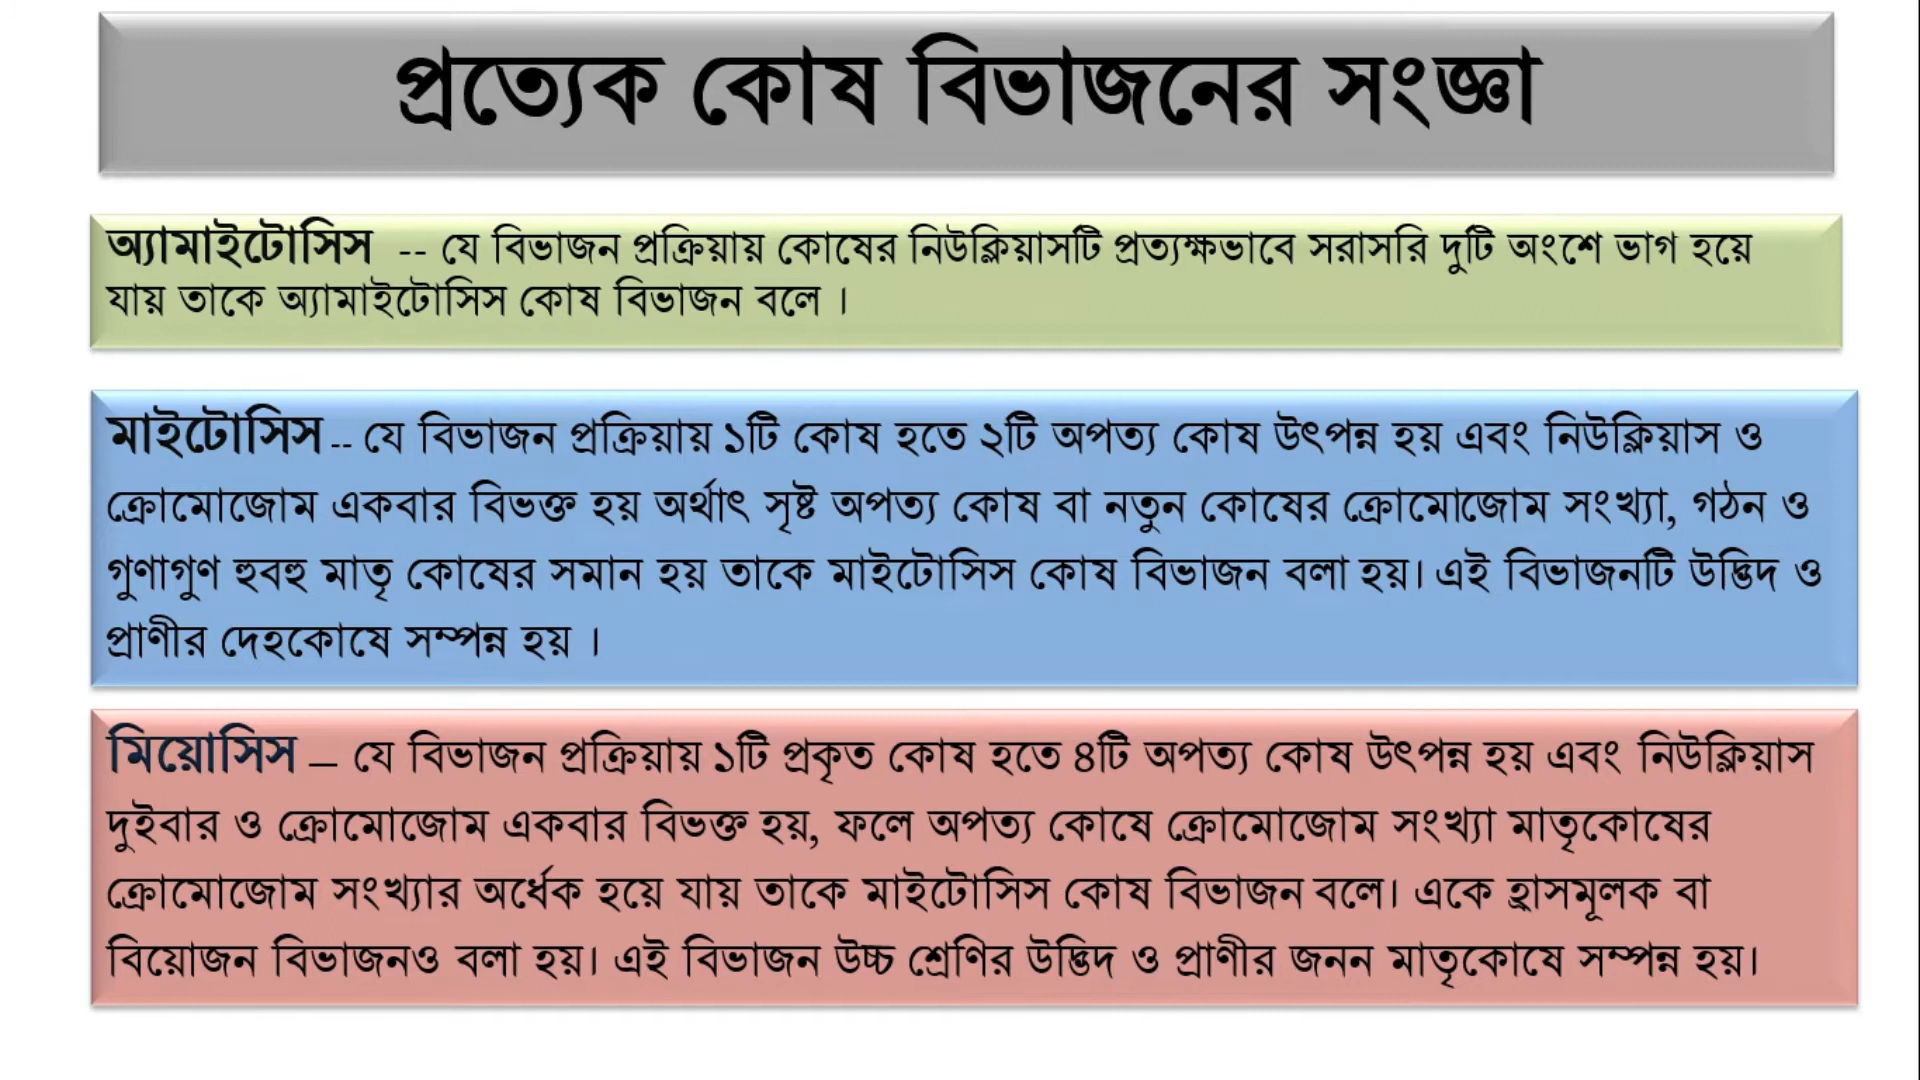 প্রত্যেক কোষ বিভাজনের সংজ্ঞা
অ্যামাইটোসিস -- যে বিভাজন প্রক্রিয়ায় কোষের নিউক্লিয়াসটি প্রত্যক্ষভাবে সরাসরি দুটি অংশে ভাগ হয়ে
যায় তাকে অ্যামাইটোসিস কোষ বিভাজন বলে ।
মাইটোসিস -- যে বিভাজন প্রক্রিয়ায় ১টি কোষ হতে ২টি অপত্য কোষ উৎপন্ন হয় এবং নিউক্লিয়াস ও
ক্রোমোজোম একবার বিভক্ত হয় অর্থাৎ সৃষ্ট অপত্য কোষ বা নতুন কোষের ক্রোমোজোম সংখ্যা, গঠন ও
গুণাগুণ হুবহু মাতৃ কোষের সমান হয় তাকে মাইটোসিস কোষ বিভাজন বলা হয়। এই বিভাজনটি উদ্ভিদ ও
প্রাণীর দেহকোষে সম্পন্ন হয় ।
মিয়োসিস – যে বিভাজন প্রক্রিয়ায় ১টি প্রকৃত কোষ হতে ৪টি অপত্য কোষ উৎপন্ন হয় এবং নিউক্লিয়াস
দুইবার ও ক্রোমোজোম একবার বিভক্ত হয়, ফলে অপত্য কোষে ক্রোমোজোম সংখ্যা মাতৃকোষের
ক্রোমোজোম সংখ্যার অর্ধেক হয়ে যায় তাকে মাইটোসিস কোষ বিভাজন বলে। একে হ্রাসমূলক বা
বিয়োজন বিভাজনও বলা হয়। এই বিভাজন উচ্চ শ্রেণির উদ্ভিদ ও প্রাণীর জনন মাতৃকোষে সম্পন্ন হয়।